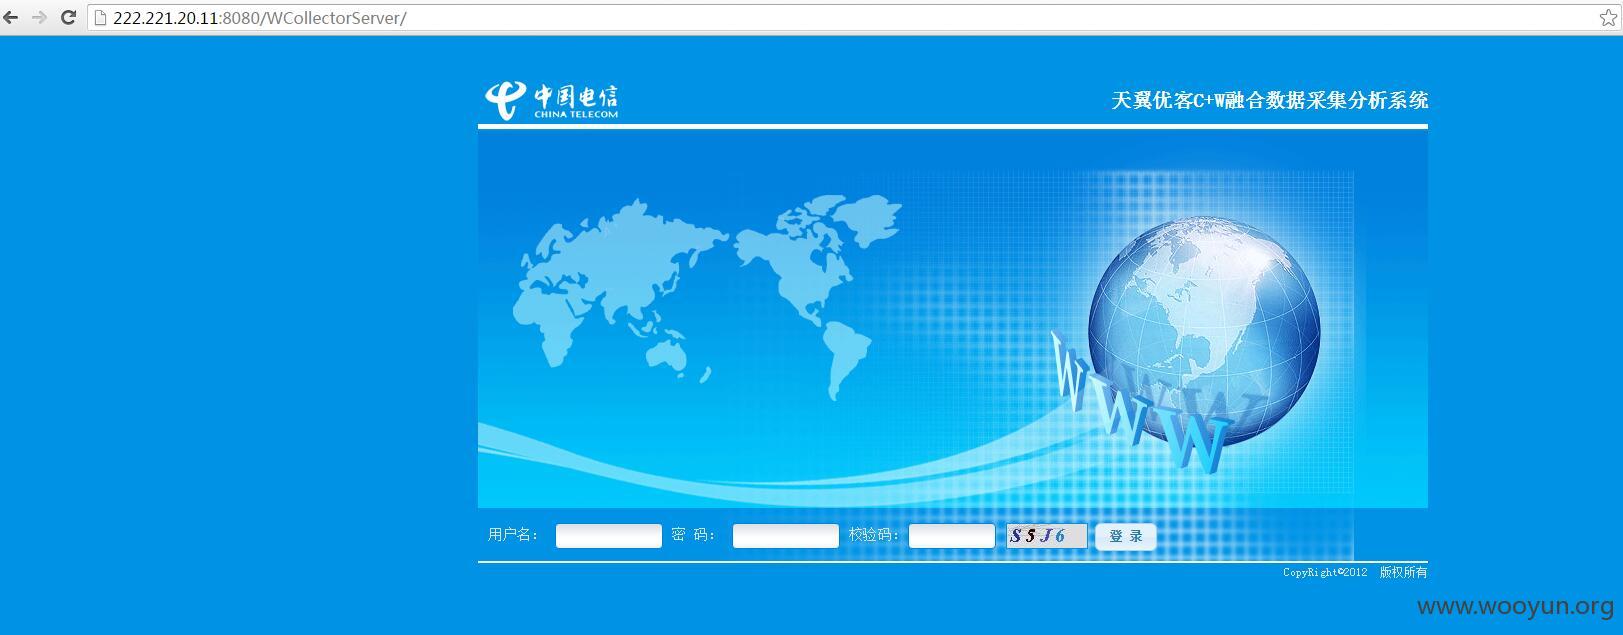 222.221.20.11:8080/WCollectorServer/
中国电信
CHINA TELECOM
天翼优客C+W融合数据采集分析系统
W W W W W
用户名： 密 码： 校验码： S5J6 登 录
CopyRight©2012 版权所有
www.wooyun.org